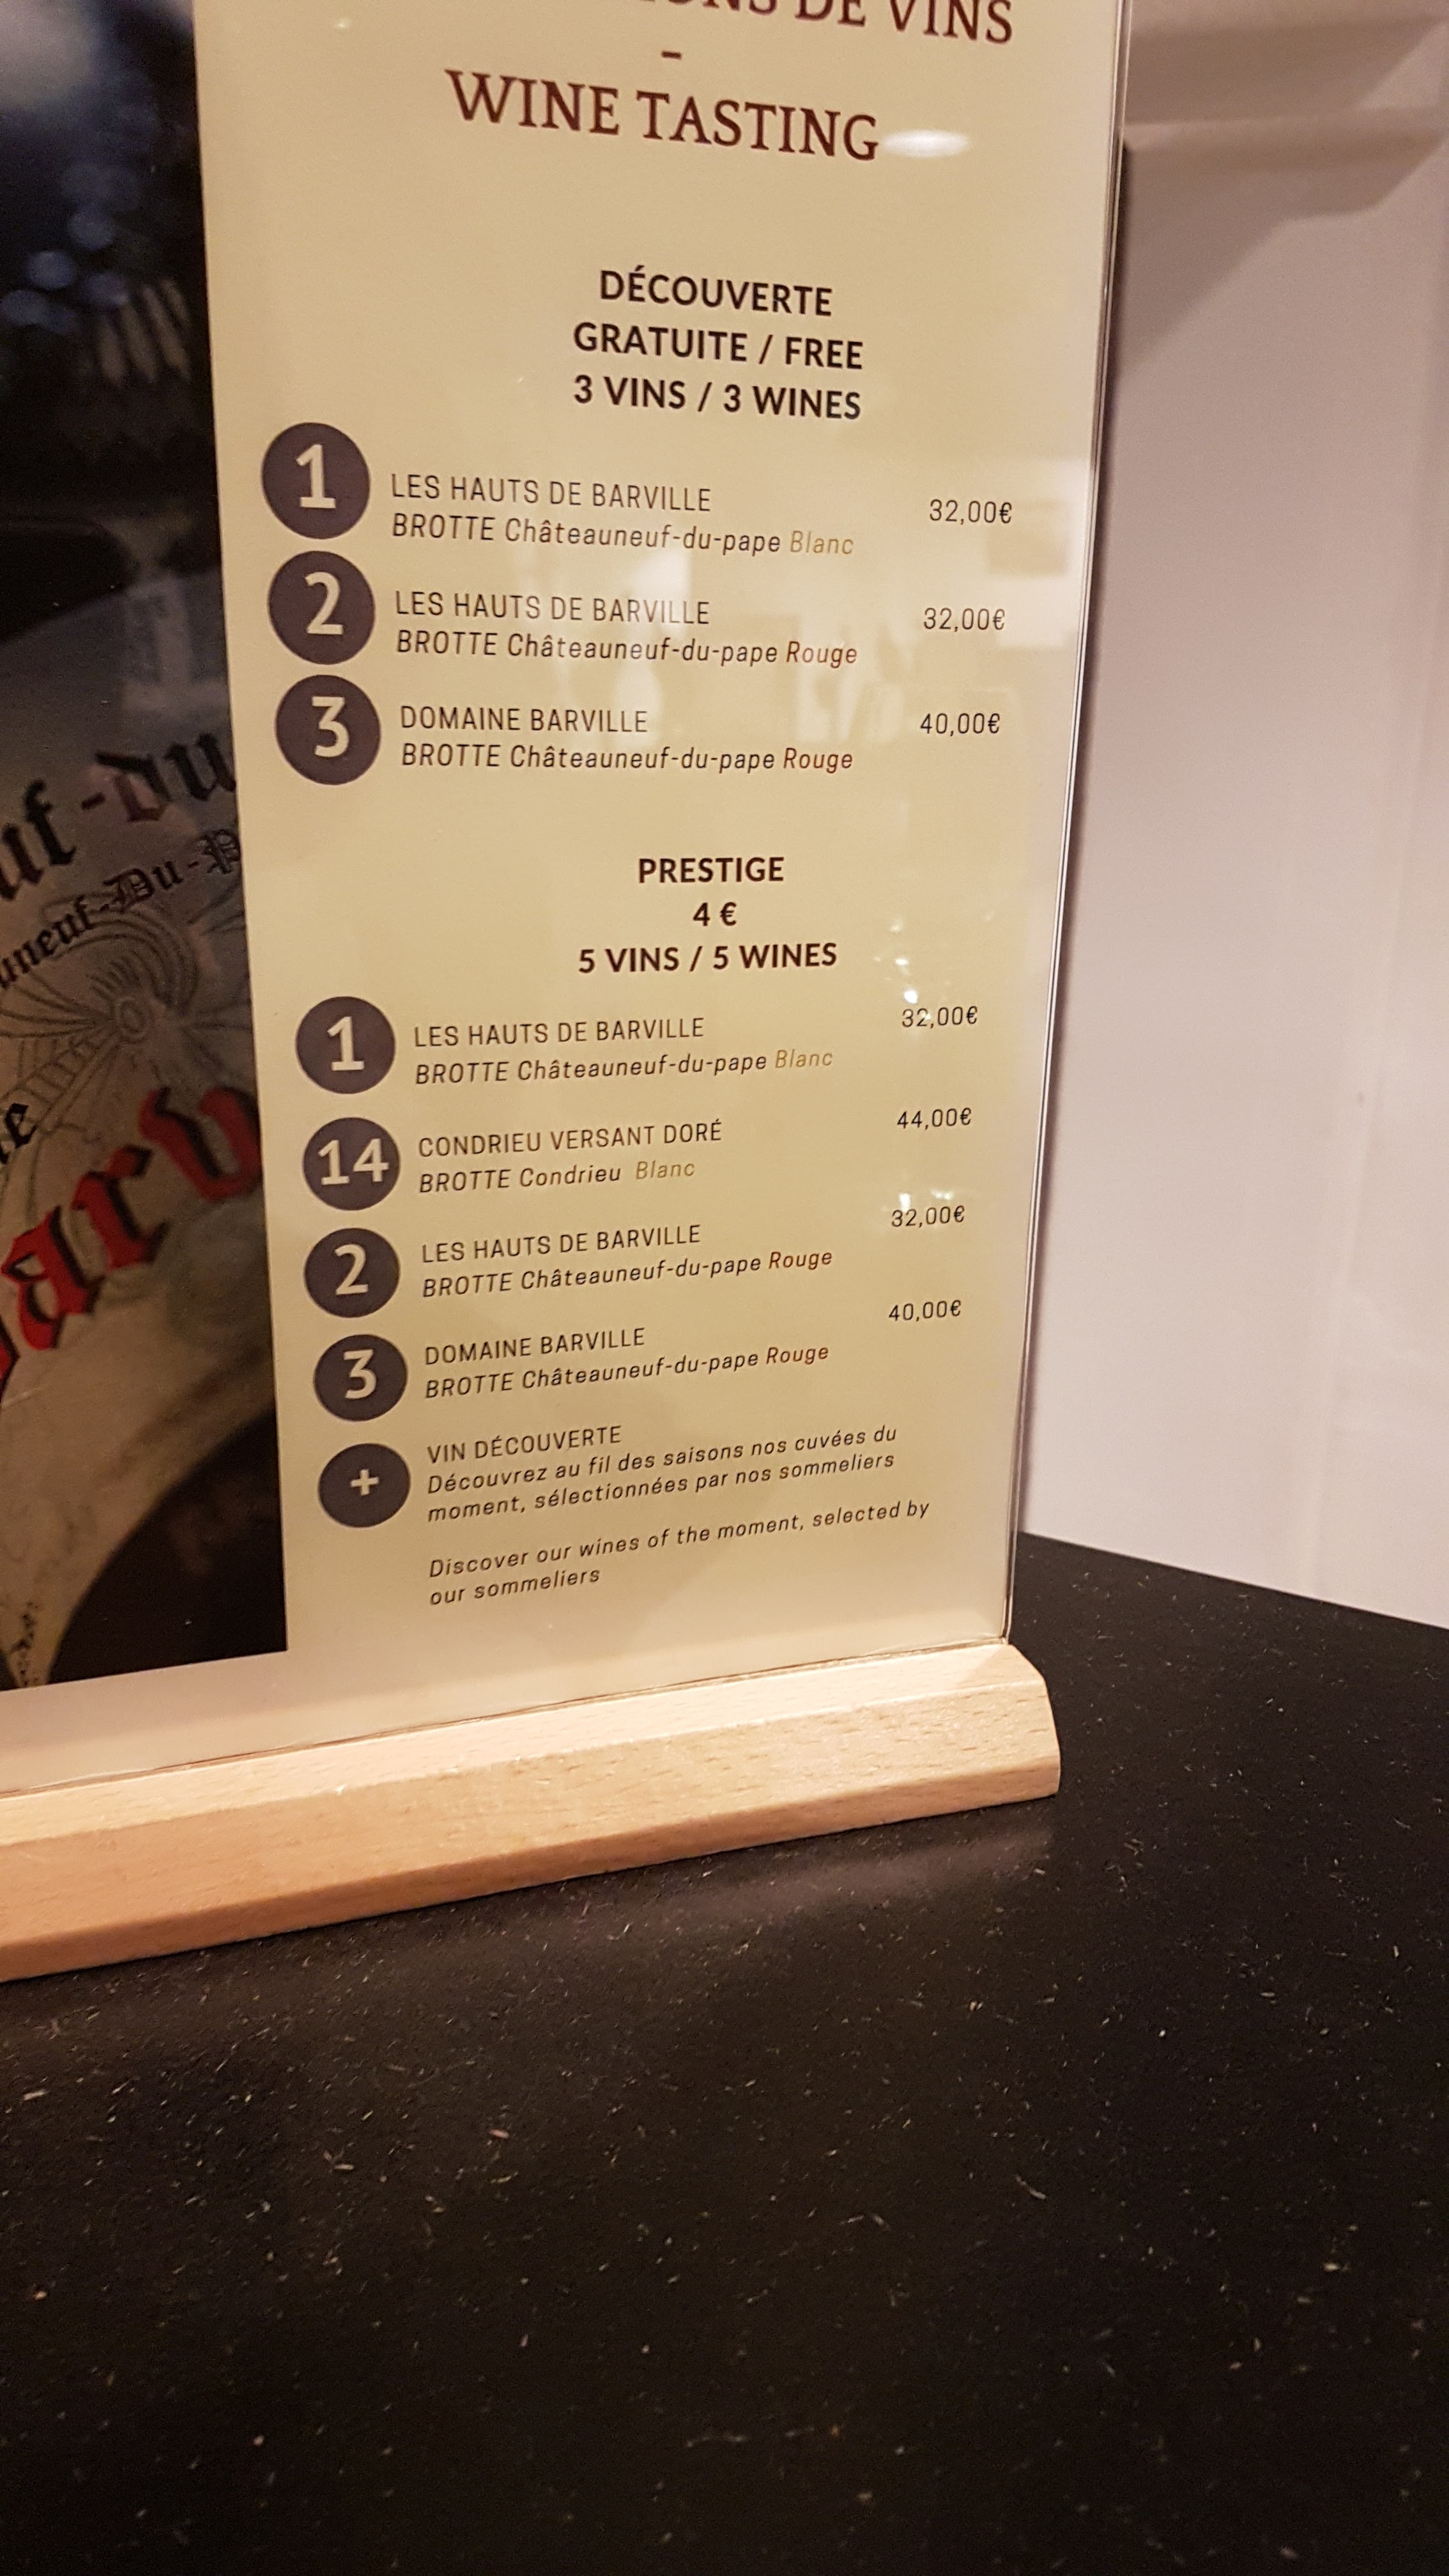 DE VINS
-
WINE TASTING
DÉCOUVERTE
GRATUITE / FREE
3 VINS / 3 WINES
1
LES HAUTS DE BARVILLE 32,00€
BROTTE Châteauneuf-du-pape Blanc
2
LES HAUTS DE BARVILLE 32,00€
BROTTE Châteauneuf-du-pape Rouge
3
DOMAINE BARVILLE 40,00€
BROTTE Châteauneuf-du-pape Rouge
PRESTIGE
4 €
5 VINS / 5 WINES
1
LES HAUTS DE BARVILLE 32,00€
BROTTE Châteauneuf-du-pape Blanc
14
CONDRIEU VERSANT DORÉ 44,00€
BROTTE Condrieu Blanc
2
LES HAUTS DE BARVILLE 32,00€
BROTTE Châteauneuf-du-pape Rouge
3
DOMAINE BARVILLE 40,00€
BROTTE Châteauneuf-du-pape Rouge
+
VIN DÉCOUVERTE
Découvrez au fil des saisons nos cuvées du
moment, sélectionnées par nos sommeliers
Discover our wines of the moment, selected by
our sommeliers